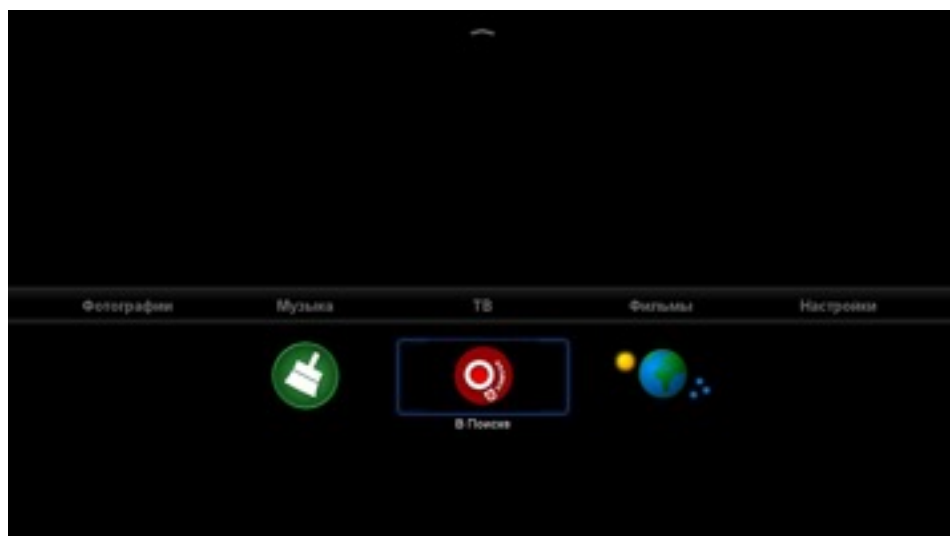 Фотографии
Музыка
ТВ
Фильмы
Настройки
В Поиске